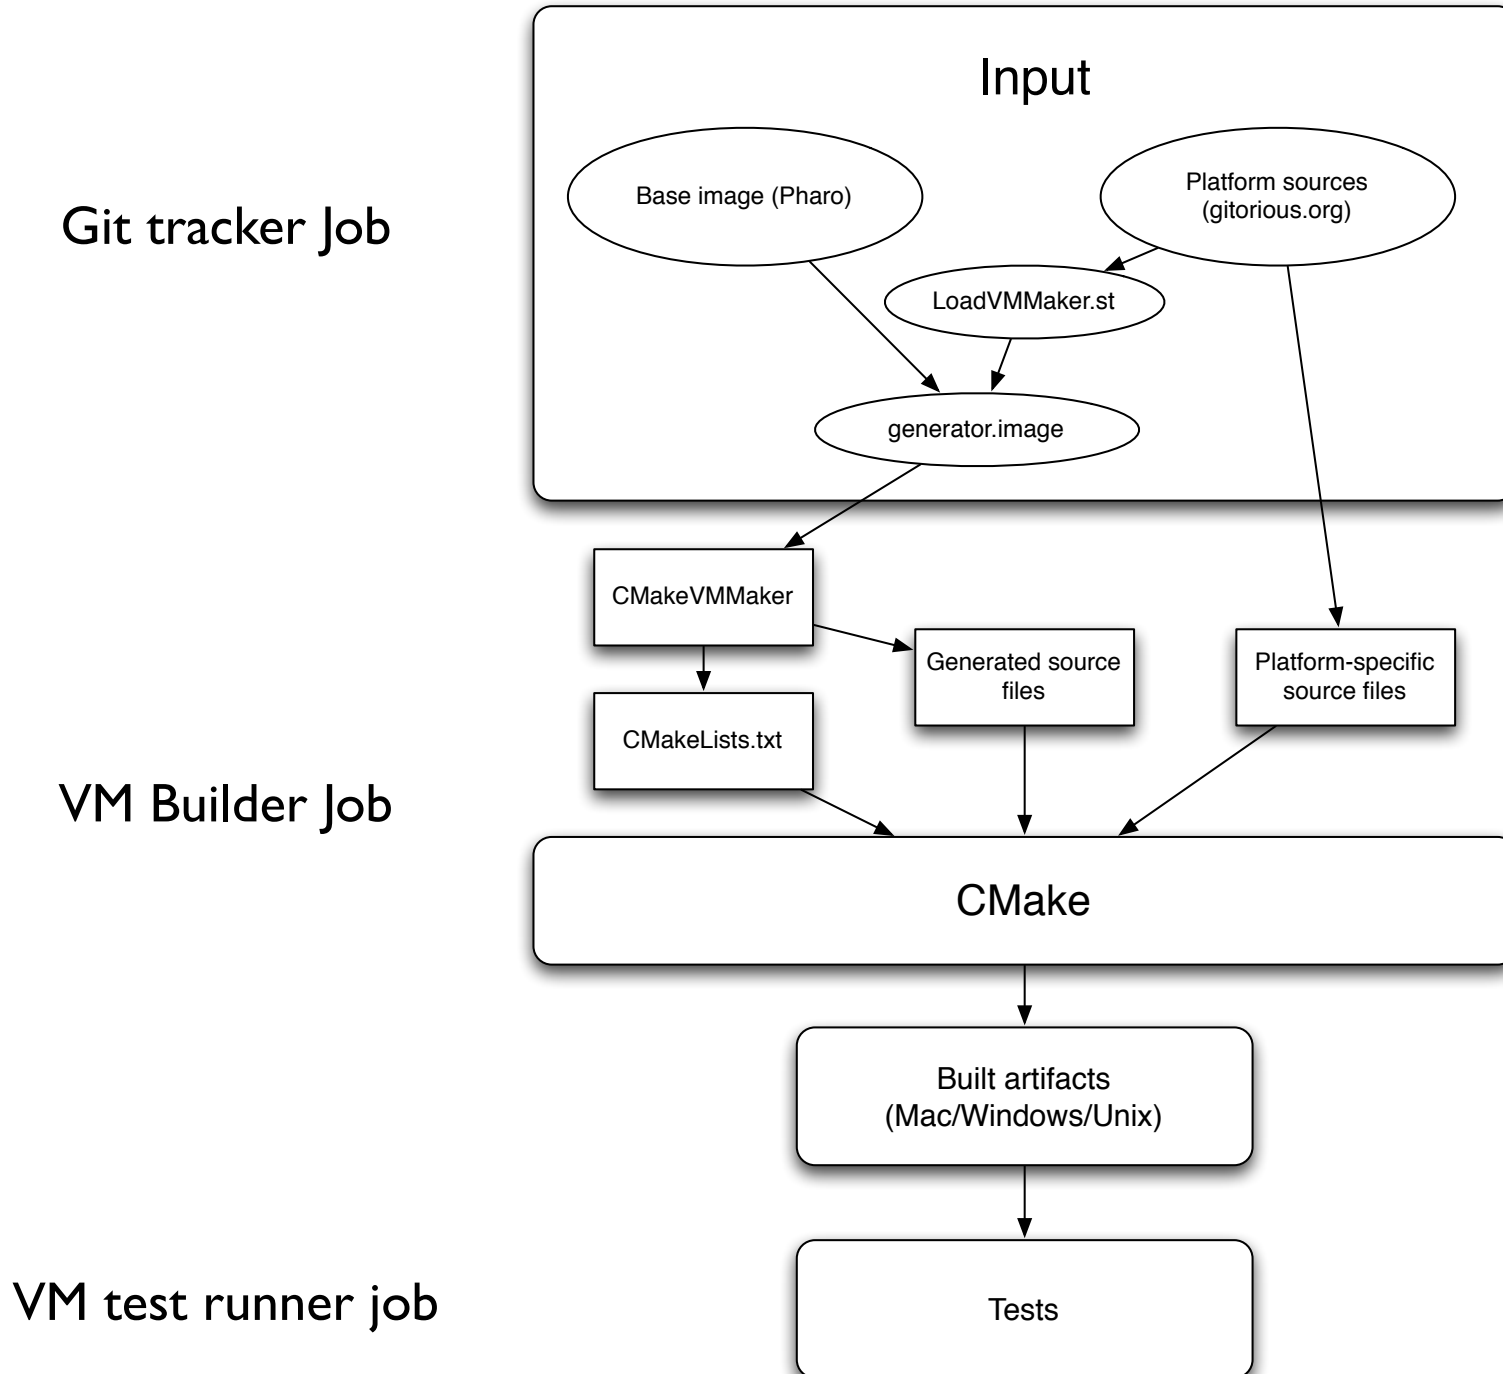 Input
Git tracker Job
Base image (Pharo)
Platform sources
(gitorious.org)
LoadVMMaker.st
generator.image
CMakeVMMaker
Generated source
files
Platform-specific
source files
CMakeLists.txt
VM Builder Job
CMake
Built artifacts
(Mac/Windows/Unix)
VM test runner job
Tests